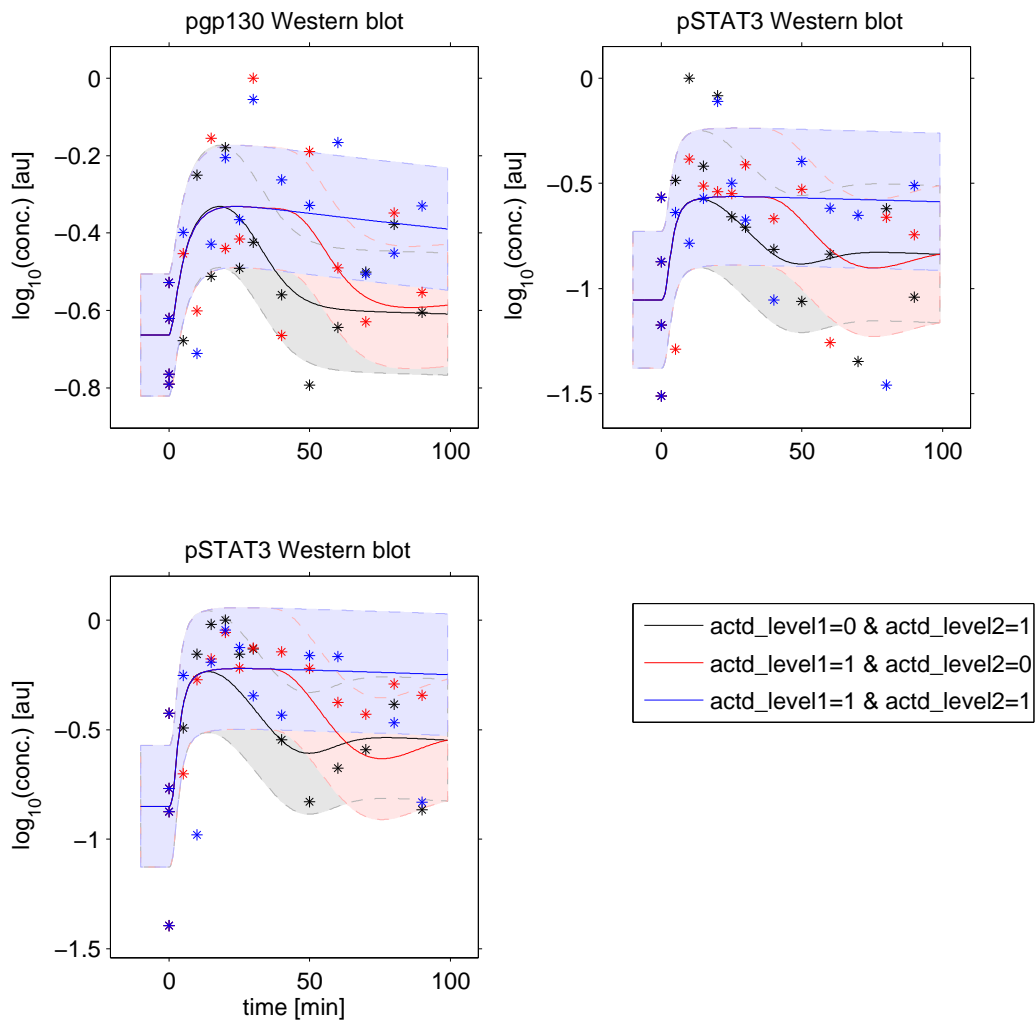 pgp130 Western blot
pSTAT3 Western blot
0
−0.2
−0.4
−0.6
−0.8
log10(conc.) [au]
0 50 100
0
−0.5
−1
−1.5
log10(conc.) [au]
0 50 100
pSTAT3 Western blot
0
−0.5
−1
−1.5
log10(conc.) [au]
0 50 100
time [min]
actd_level1=0 & actd_level2=1
actd_level1=1 & actd_level2=0
actd_level1=1 & actd_level2=1